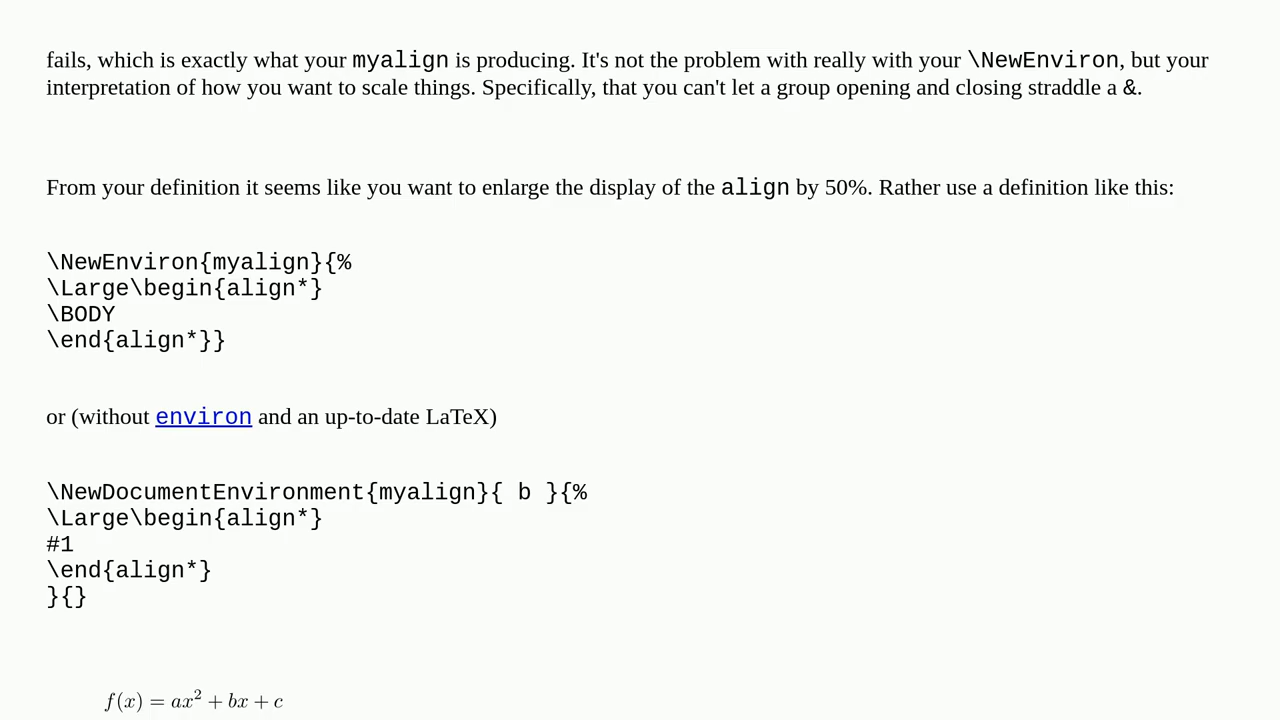 fails, which is exactly what your myalign is producing. It's not the problem with really with your \NewEnviron, but your
interpretation of how you want to scale things. Specifically, that you can't let a group opening and closing straddle a &.
From your definition it seems like you want to enlarge the display of the align by 50%. Rather use a definition like this:
\NewEnviron{myalign}{%
\Large\begin{align*}
\BODY
\end{align*}}
or (without environ and an up-to-date LaTeX)
\NewDocumentEnvironment{myalign}{ b }{%
\Large\begin{align*}
#1
\end{align*}
}{}
f(x) = ax² + bx + c